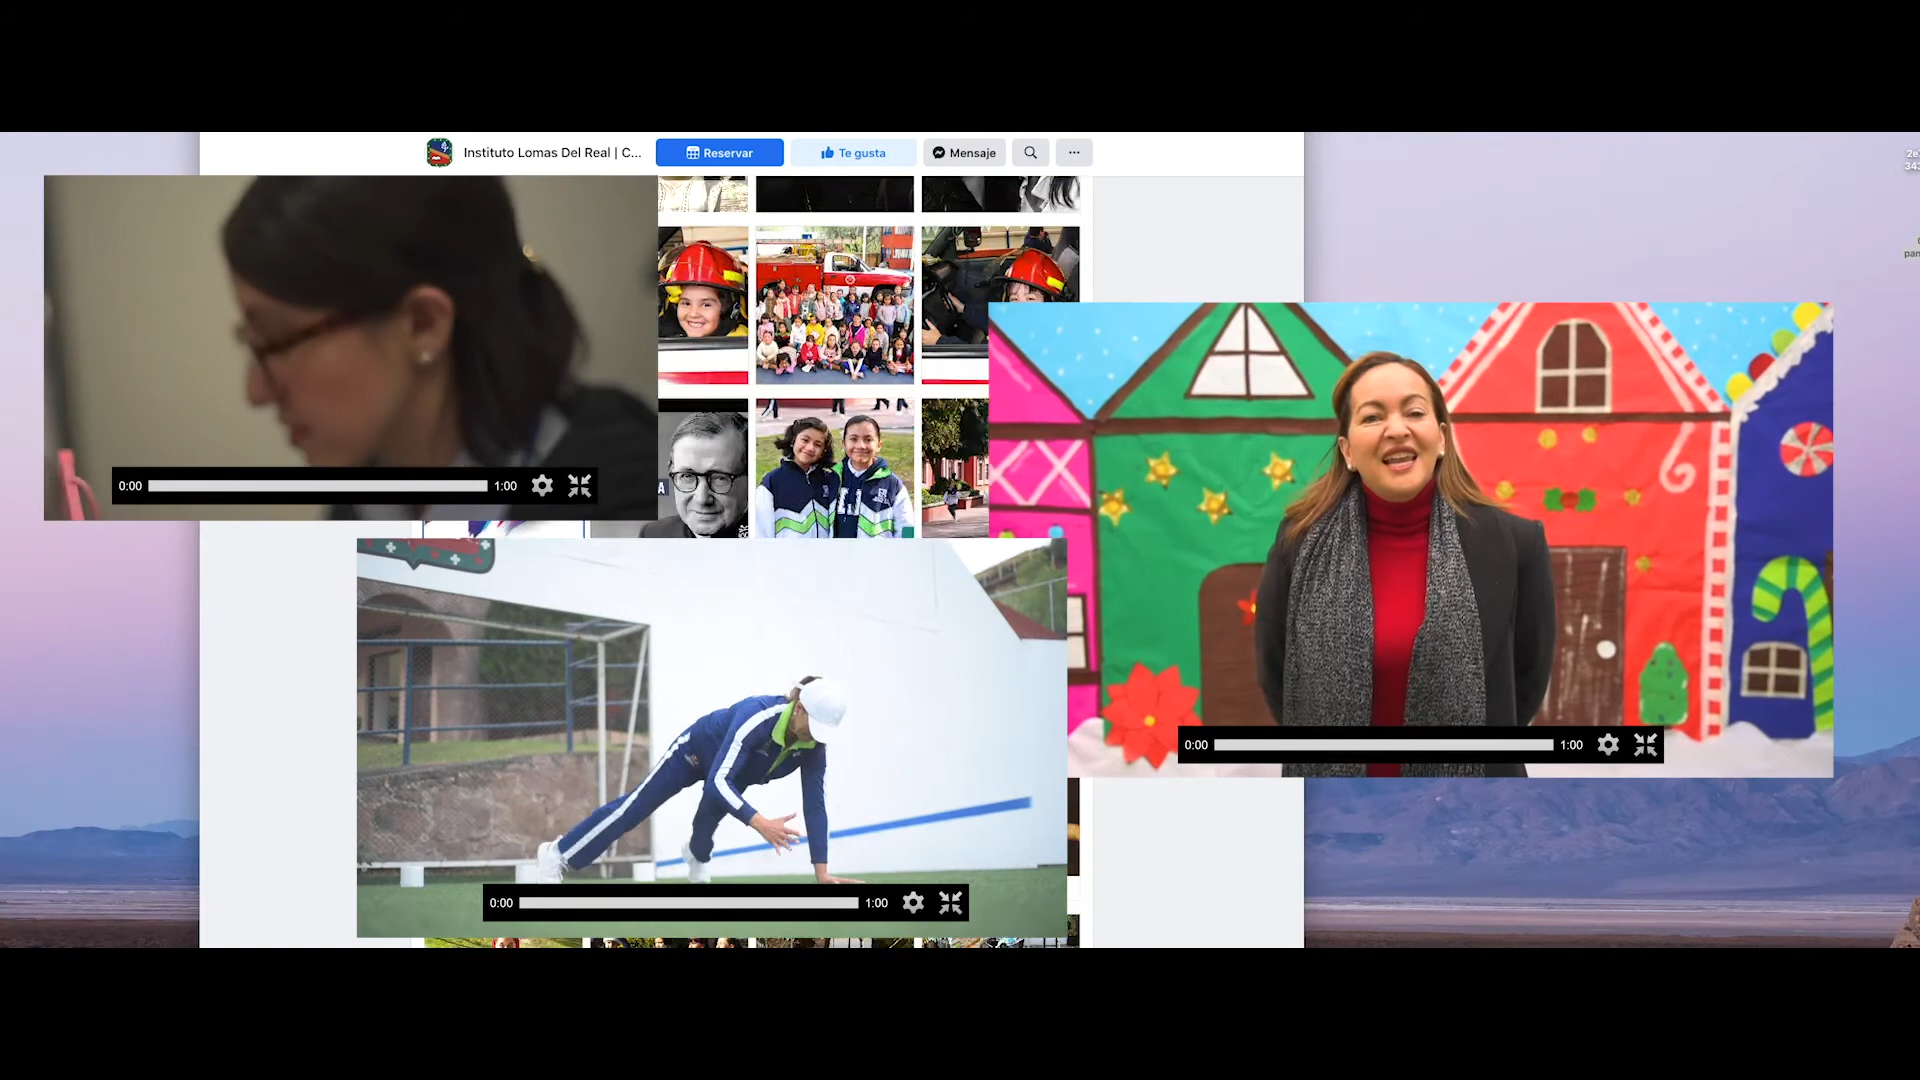 Instituto Lomas Del Real | C...
Reservar
Te gusta
Mensaje
0:00
1:00
0:00
1:00
0:00
1:00